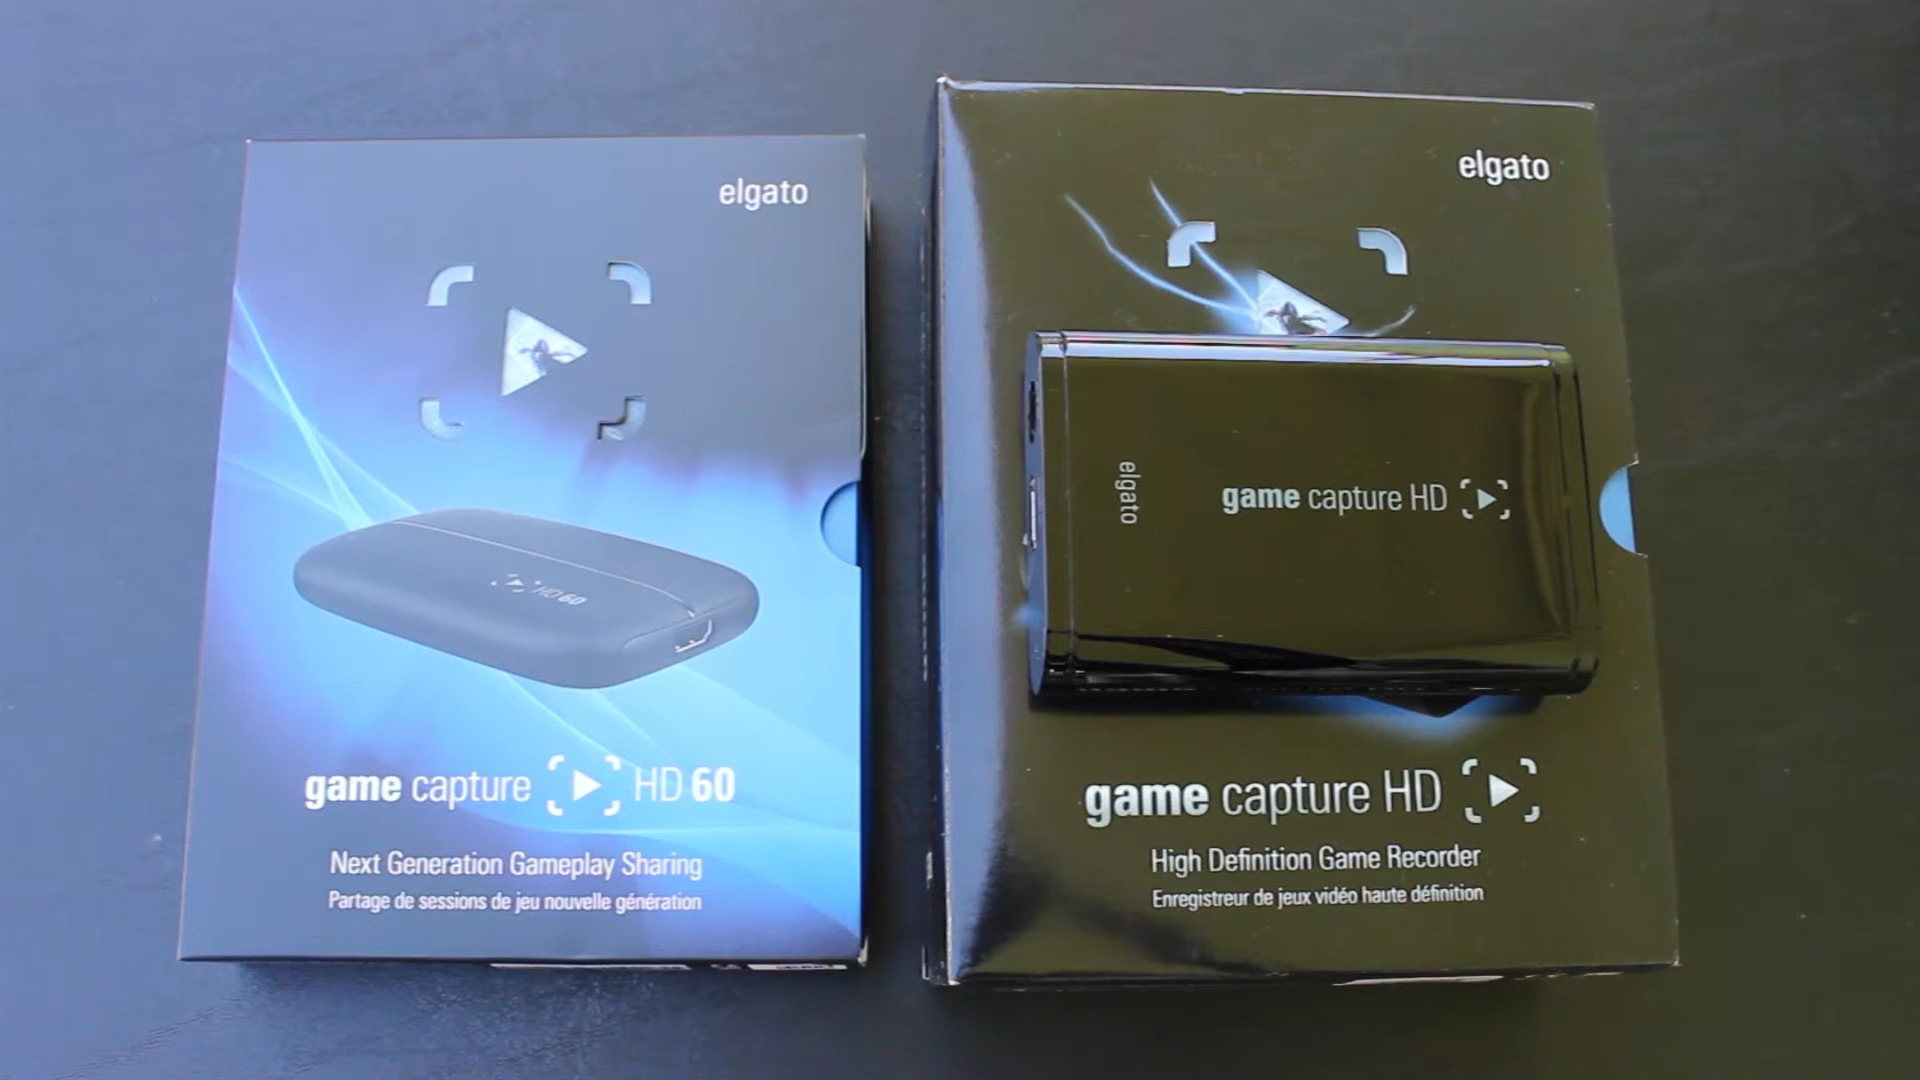 elgato
HD 60
game capture HD 60
Next Generation Gameplay Sharing
Partage de sessions de jeu nouvelle génération
elgato
elgato
game capture HD
game capture HD
High Definition Game Recorder
Enregistreur de jeux vidéo haute définition